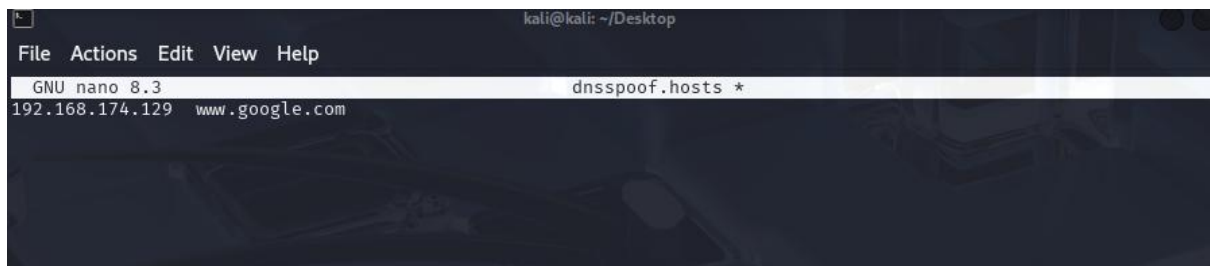 kali@kali: ~/Desktop
File Actions Edit View Help
GNU nano 8.3 dnsspoof.hosts *
192.168.174.129 www.google.com